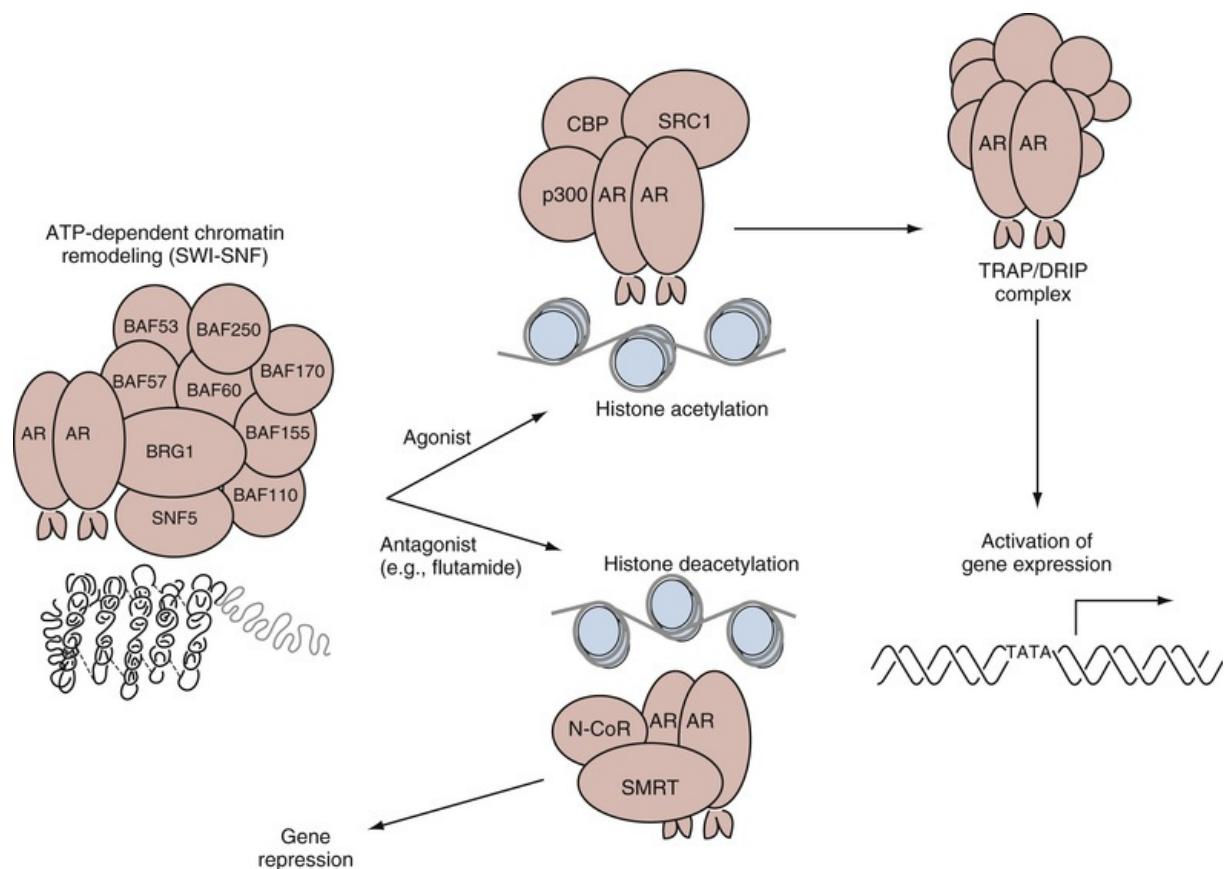 ATP-dependent chromatin
remodeling (SWI-SNF)
BAF53
BAF250
BAF170
BAF57
BAF60
AR
AR
BRG1
BAF155
BAF110
SNF5
Agonist
Antagonist
(e.g., flutamide)
CBP
SRC1
p300
AR
AR
Histone acetylation
AR
AR
TRAP/DRIP
complex
Activation of
gene expression
TATA
Histone deacetylation
N-CoR
AR
AR
SMRT
Gene
repression